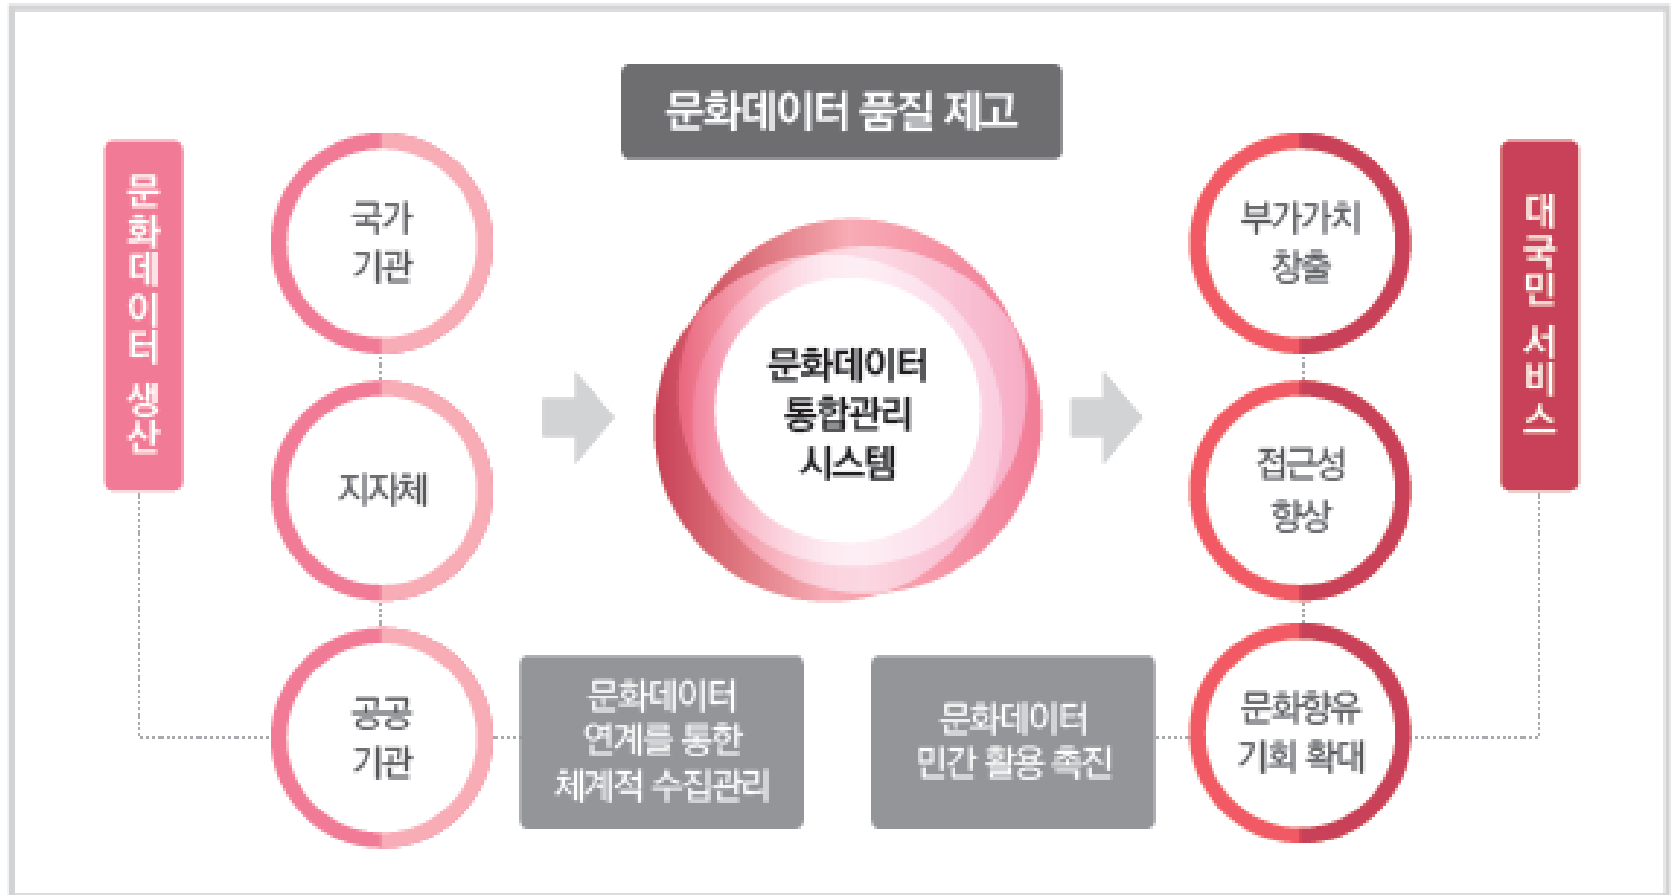 문화데이터 품질 제고
문화데이터 생산
국가
기관
지자체
공공
기관
문화데이터
연계를 통한
체계적 수집관리
문화데이터
통합관리
시스템
문화데이터
민간 활용 촉진
부가가치
창출
접근성
향상
문화향유
기회 확대
대국민 서비스